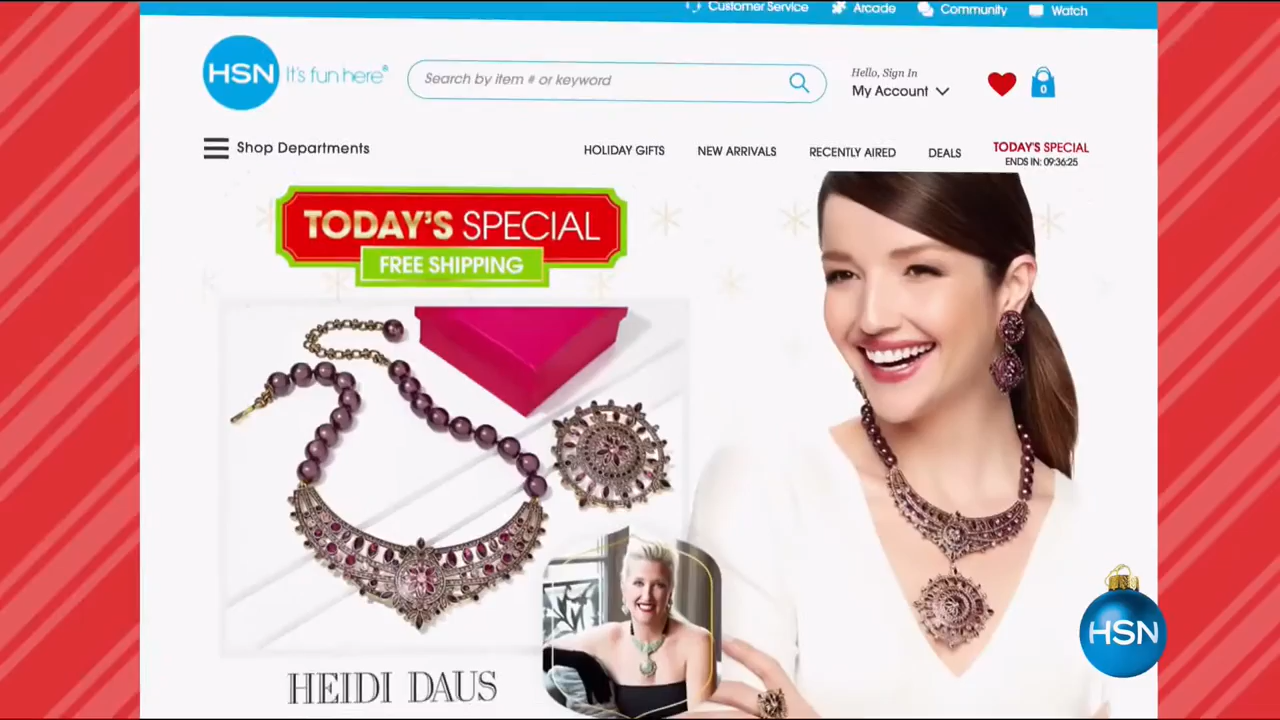 Customer Service
Arcade
Community
Watch
HSN
It's fun here®
Search by item # or keyword
Hello, Sign In
My Account
0
Shop Departments
HOLIDAY GIFTS
NEW ARRIVALS
RECENTLY AIRED
DEALS
TODAY'S SPECIAL
ENDS IN: 09:36:25
TODAY'S SPECIAL
FREE SHIPPING
HEIDI DAUS
HSN